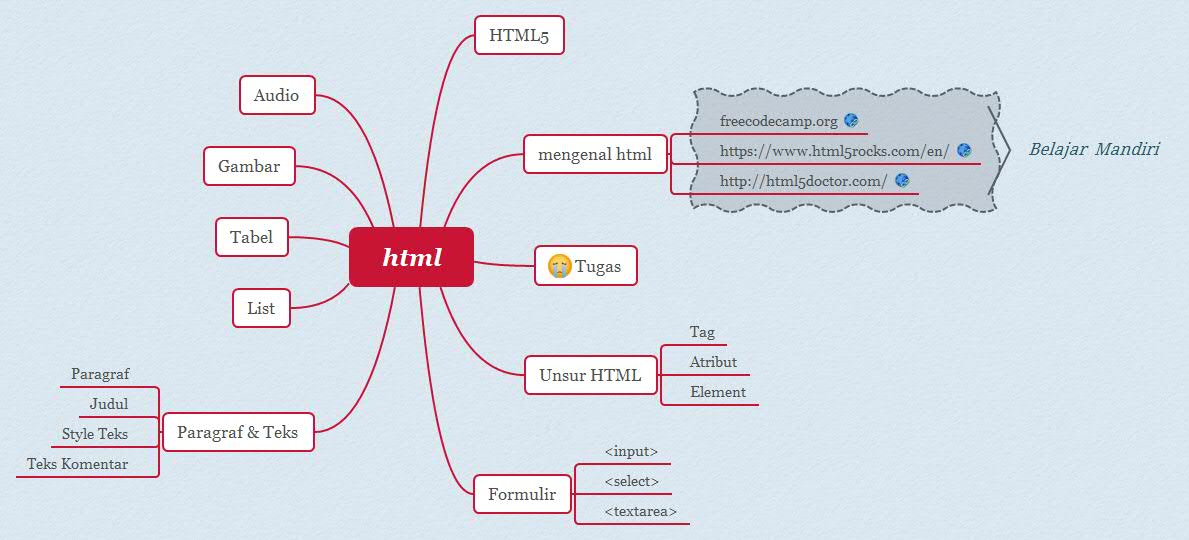 html
HTML5
mengenal html
freecodecamp.org
https://www.html5rocks.com/en/
http://html5doctor.com/
Belajar Mandiri
Tugas
Unsur HTML
Tag
Atribut
Element
Formulir
<input>
<select>
<textarea>
Paragraf & Teks
Paragraf
Judul
Style Teks
Teks Komentar
List
Tabel
Gambar
Audio